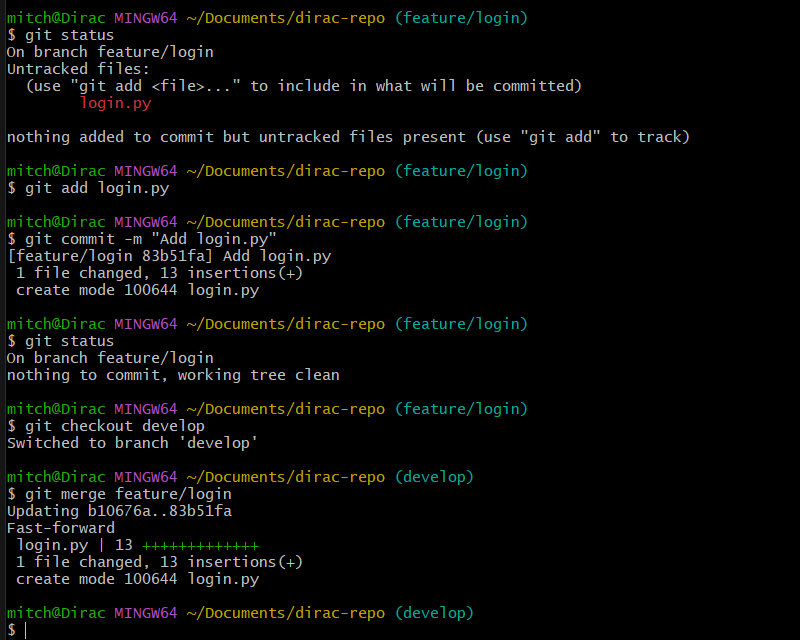 mitch@Dirac MINGW64 ~/Documents/dirac-repo (feature/login)
$ git status
On branch feature/login
Untracked files:
  (use "git add <file>..." to include in what will be committed)
        login.py

nothing added to commit but untracked files present (use "git add" to track)

mitch@Dirac MINGW64 ~/Documents/dirac-repo (feature/login)
$ git add login.py

mitch@Dirac MINGW64 ~/Documents/dirac-repo (feature/login)
$ git commit -m "Add login.py"
[feature/login 83b51fa] Add login.py
 1 file changed, 13 insertions(+)
 create mode 100644 login.py

mitch@Dirac MINGW64 ~/Documents/dirac-repo (feature/login)
$ git status
On branch feature/login
nothing to commit, working tree clean

mitch@Dirac MINGW64 ~/Documents/dirac-repo (feature/login)
$ git checkout develop
Switched to branch 'develop'

mitch@Dirac MINGW64 ~/Documents/dirac-repo (develop)
$ git merge feature/login
Updating b10676a..83b51fa
Fast-forward
 login.py | 13 +++++++++++++
 1 file changed, 13 insertions(+)
 create mode 100644 login.py

mitch@Dirac MINGW64 ~/Documents/dirac-repo (develop)
$